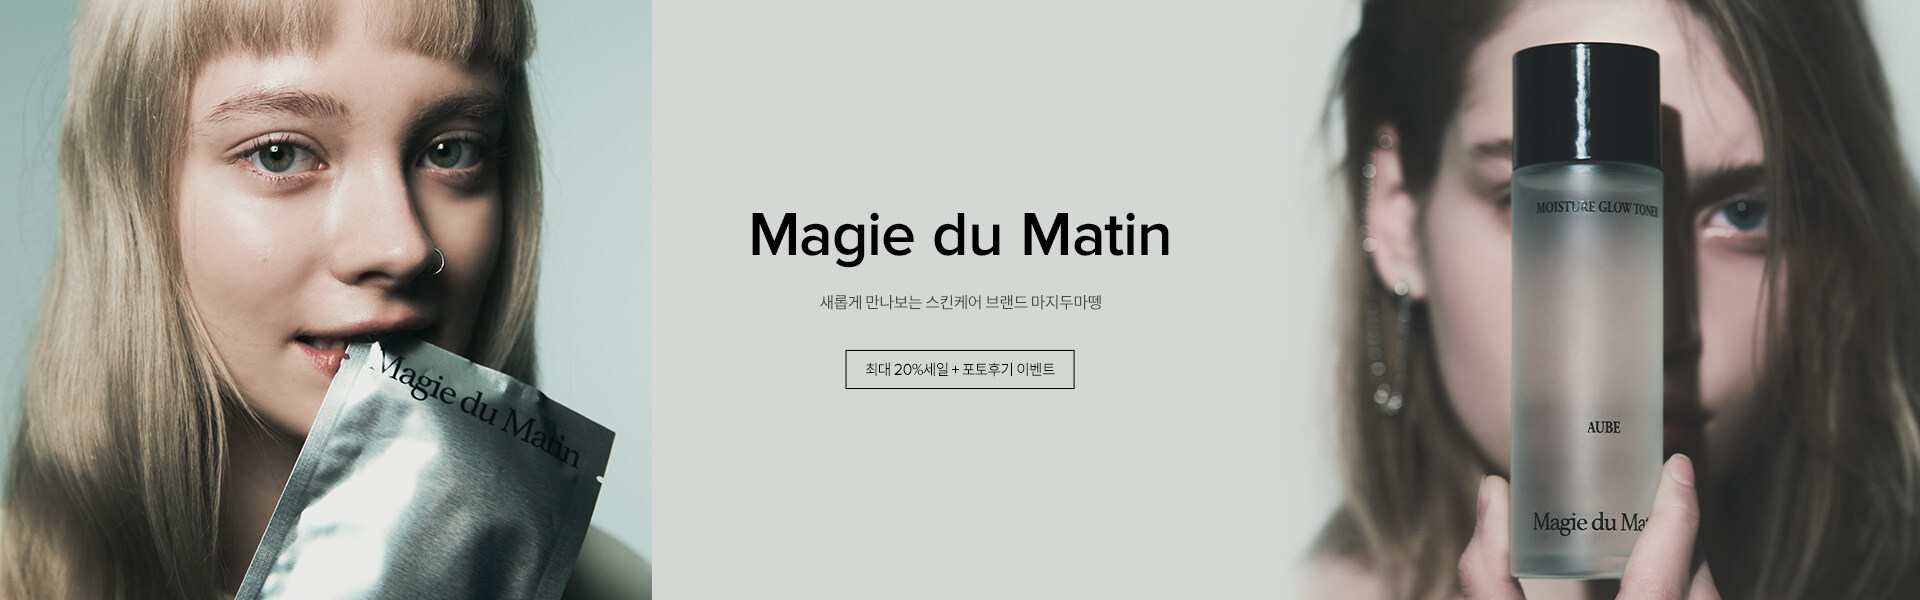 Magie du Matin
Magie du Matin
새롭게 만나보는 스킨케어 브랜드 마지두마뗑
최대 20%세일 + 포토후기 이벤트
MOISTURE GLOW TONER
AUBE
Magie du Mat